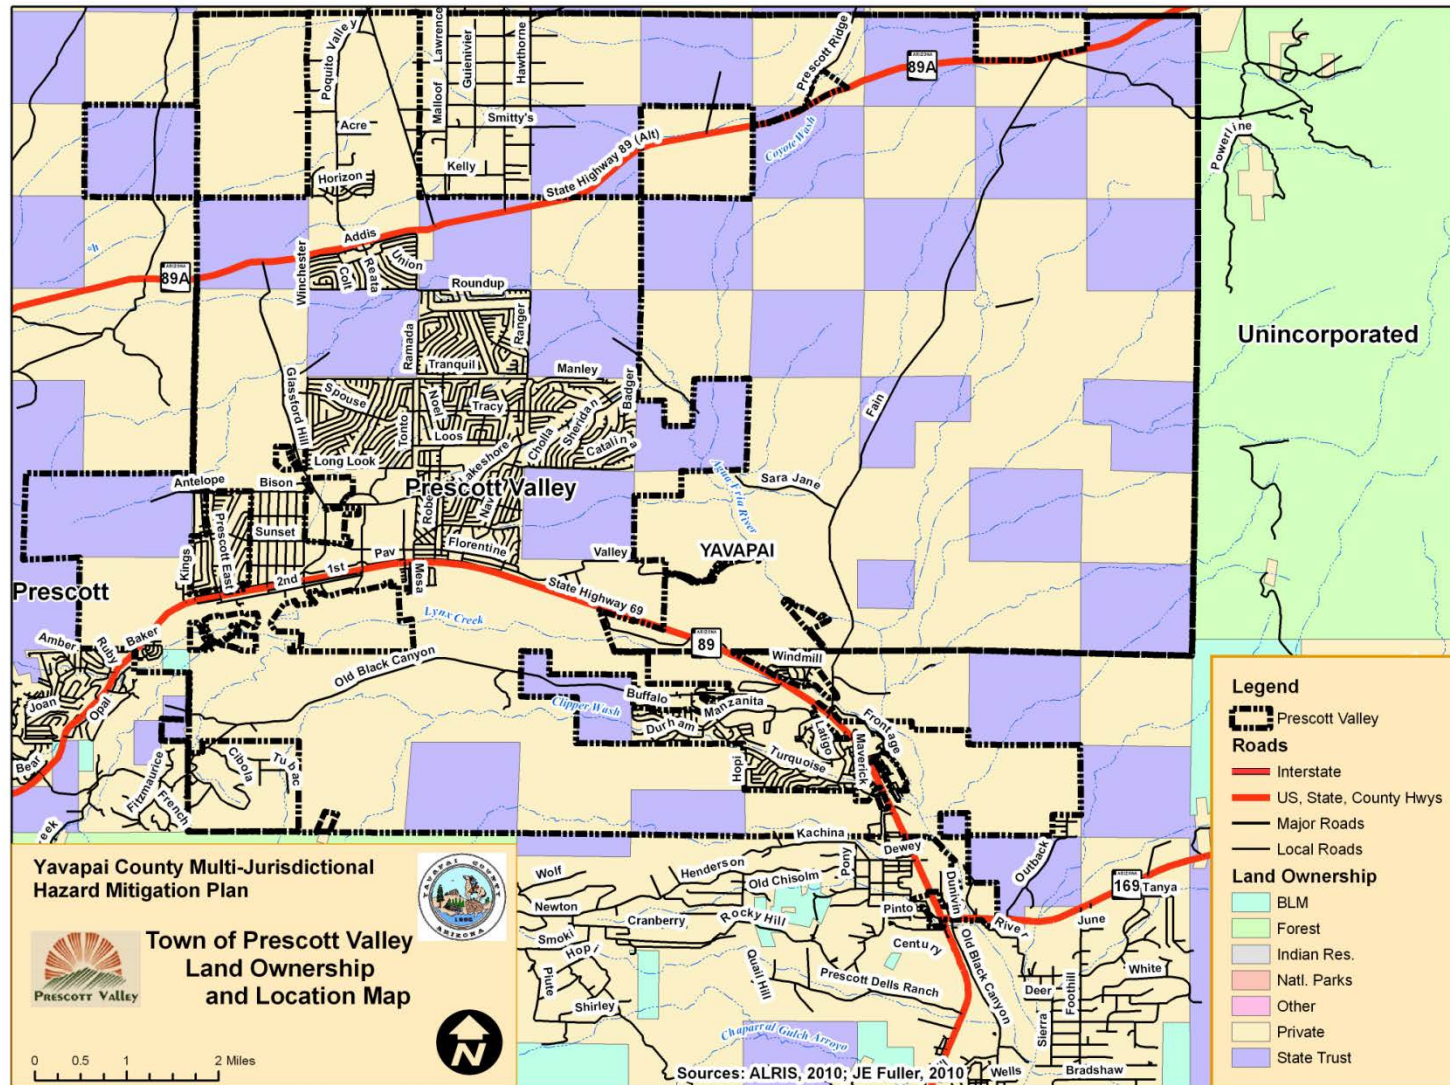 Lawrence
Guienivier
Hawthorne
Malloof
Poquito Valley
Prescott Ridge
ARIZONA
89A
Acre
Smitty's
Kelly
Horizon
State Highway 89 (Alt)
Coyote Wash
Powerline
Addis
Winchester
Colt
Reata
Union
ARIZONA
89A
Roundup
Ramada
Ranger
Unincorporated
Tranquil
Manley
Glassford Hill
Spouse
Noel
Tracy
Badger
Fain
Tonto
Loos
Lakeshore
Cholla
Sheridan
Catalina
Long Look
Antelope
Bison
Prescott Valley
Agua Fria River
Sara Jane
Sunset
Prescott East
Kings
Florentine
Pav
Valley
YAVAPAI
2nd
1st
Mesa
Prescott
State Highway 69
Lynx Creek
ARIZONA
89
Amber
Ruby
Baker
Old Black Canyon
Windmill
Buffalo
Manzanita
Clipper Wash
Durham
Joan
Opal
Latigo
Maverick
Frontage
Bear
Cibola
Tubac
Hopi
Turquoise
Fitzmaurice
French
eek
Kachina
Dewey
Wolf
Henderson
Pony
Old Chisolm
Outback
Dunivin
ARIZONA
169
Tanya
Newton
Cranberry
Rocky Hill
Pinto
River
June
Smoki
Hopi
Century
Old Black Canyon
Piute
Quail Hill
Prescott Dells Ranch
White
Deer
Foothill
Shirley
Sierra
Chaparral Gulch Arroyo
Wells
Bradshaw
Sources: ALRIS, 2010; JE Fuller, 2010
Yavapai County Multi-Jurisdictional
Hazard Mitigation Plan
YAVAPAI COUNTY
ARIZONA
PRESCOTT VALLEY
Town of Prescott Valley
Land Ownership
and Location Map
0 0.5 1 2 Miles
N
Legend
Prescott Valley
Roads
Interstate
US, State, County Hwys
Major Roads
Local Roads
Land Ownership
BLM
Forest
Indian Res.
Natl. Parks
Other
Private
State Trust